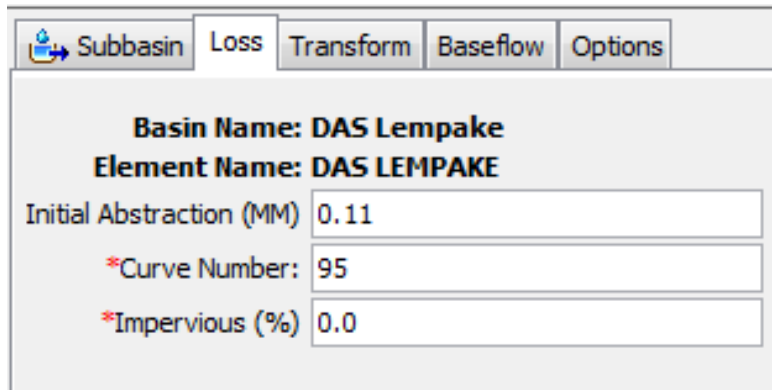 Subbasin Loss Transform Baseflow Options
Basin Name: DAS Lempake
Element Name: DAS LEMPAKE
Initial Abstraction (MM) 0.11
*Curve Number: 95
*Impervious (%) 0.0